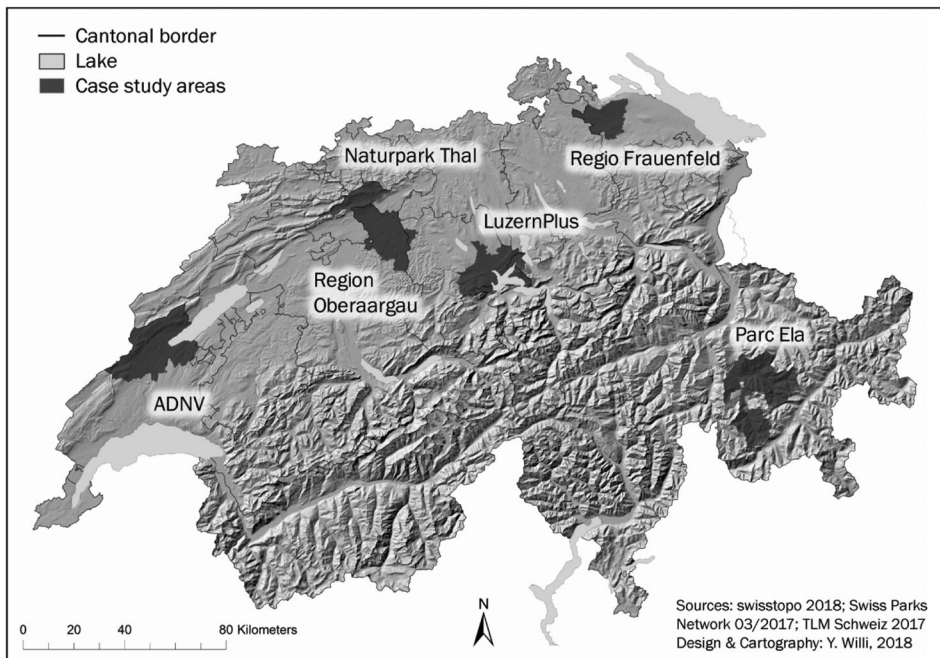 Cantonal border
Lake
Case study areas
Naturpark Thal
Regio Frauenfeld
LuzernPlus
Region
Oberaargau
Parc Ela
ADNV
N
0 20 40 80 Kilometers
Sources: swisstopo 2018; Swiss Parks
Network 03/2017; TLM Schweiz 2017
Design & Cartography: Y. Willi, 2018